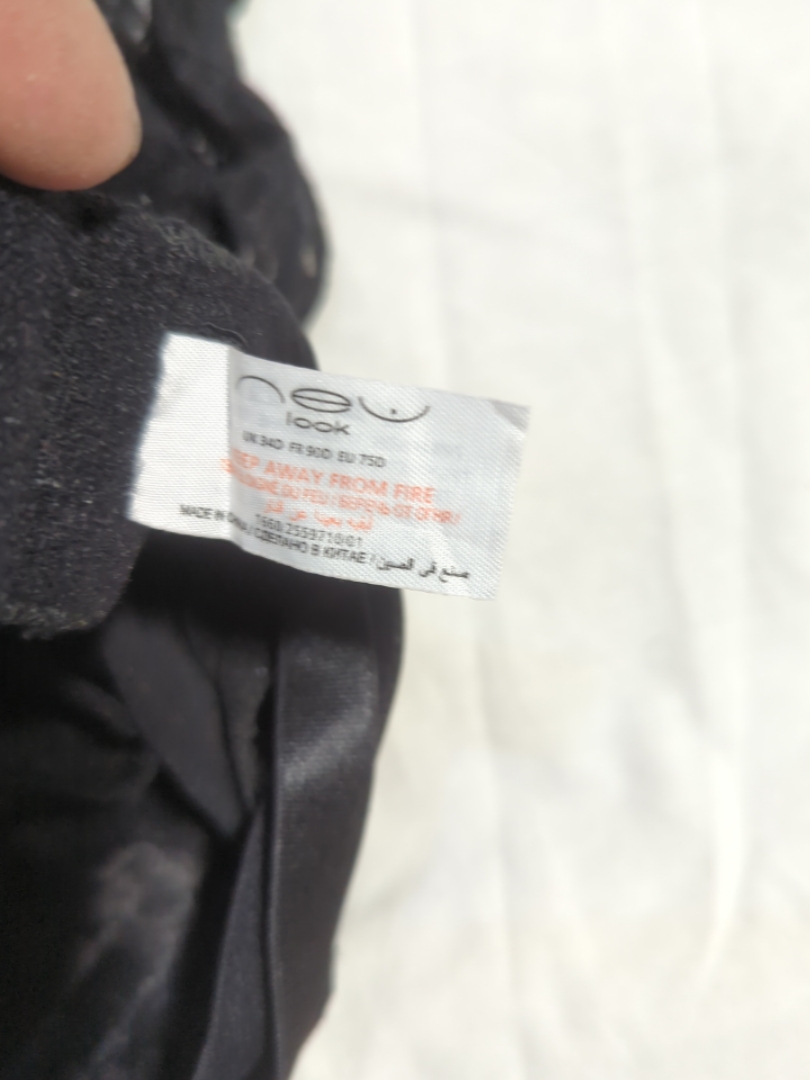 new
look
UK 34D FR 90D EU 75D
KEEP AWAY FROM FIRE
1660/2559710/01
MADE IN CHINA / СДЕЛАНО В КИТАЕ / صنع في الصين